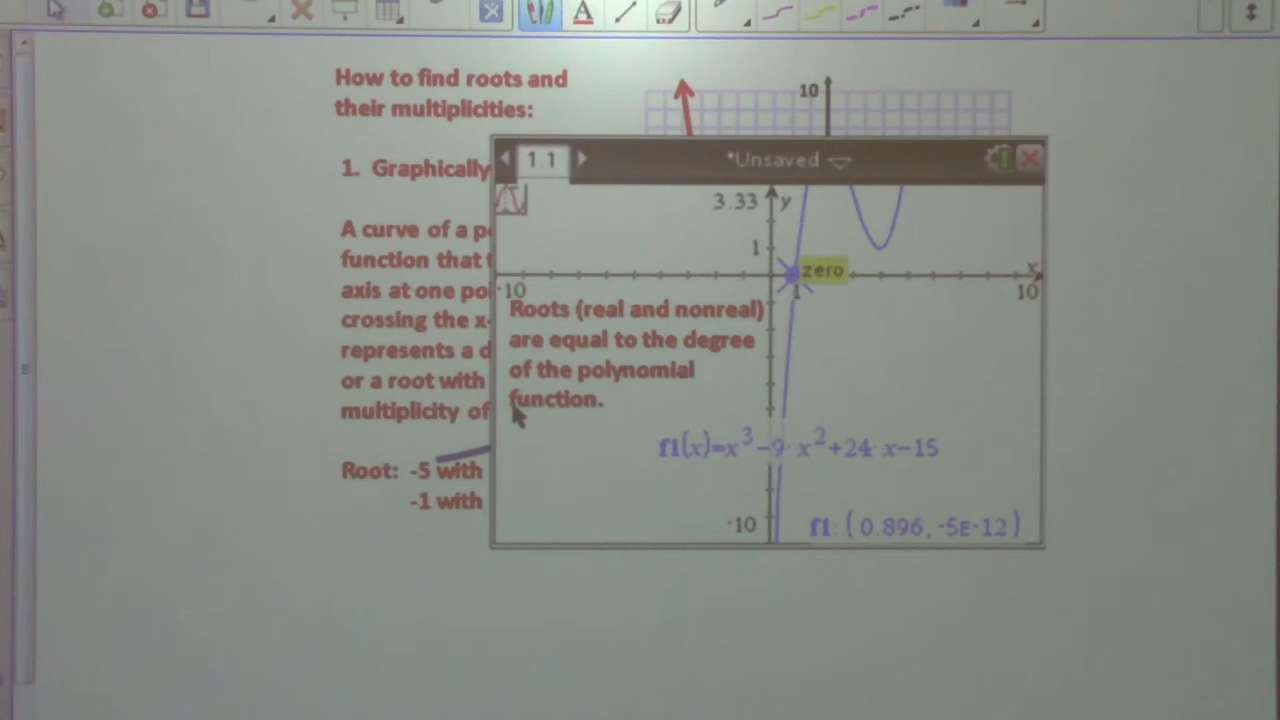 How to find roots and
their multiplicities:
10
1. Graphically
1.1
*Unsaved
A curve of a p
function that
axis at one poi
crossing the x-
represents a d
or a root with
multiplicity of
Root: -5 with
-1 with
3.33 y
1
zero
x
-10
1
10
Roots (real and nonreal)
are equal to the degree
of the polynomial
function.
f1(x)=x³−9·x²+24·x−15
-10
f1: (0.896, -5E-12)